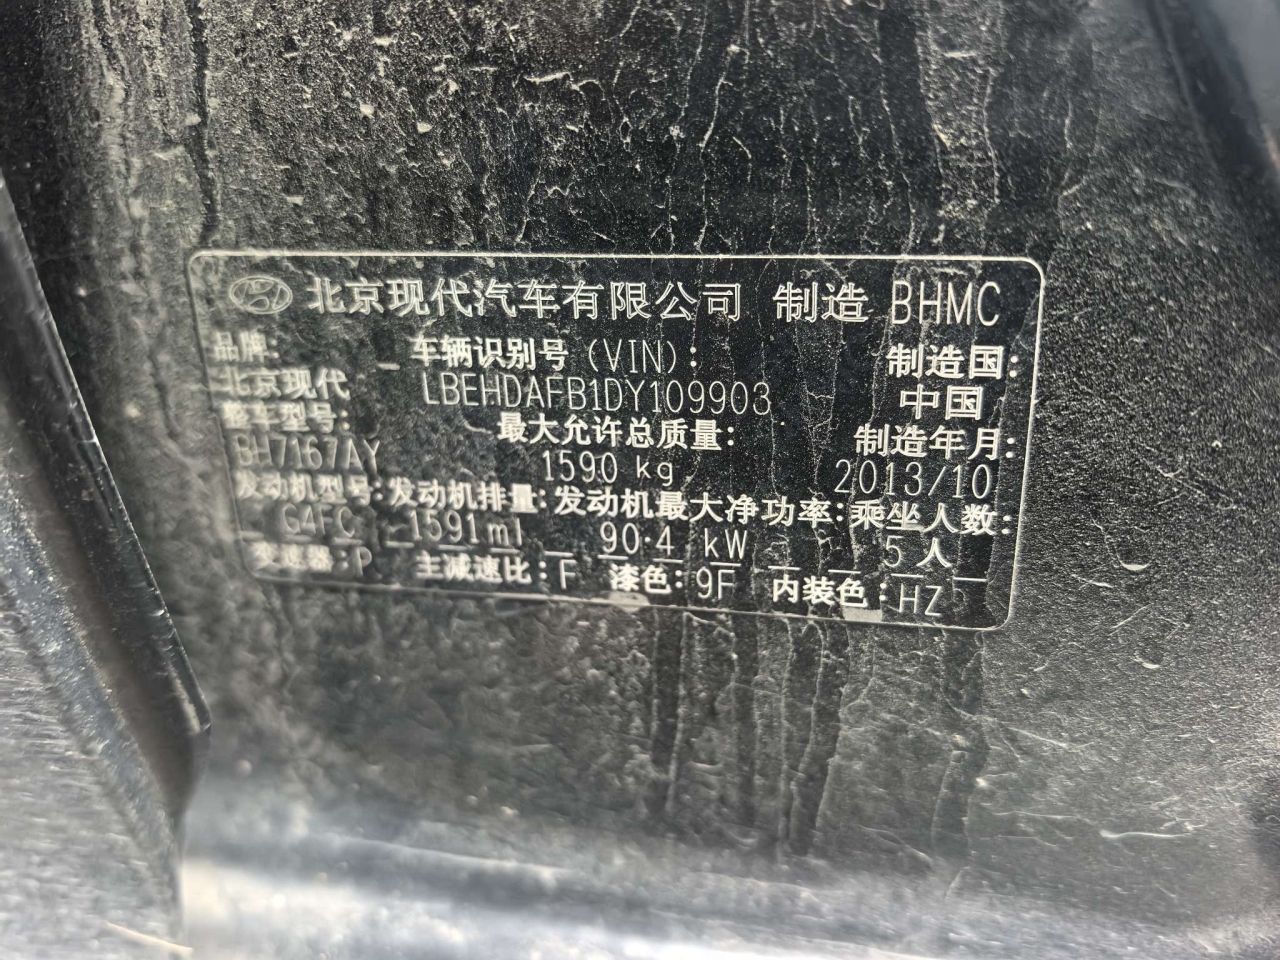 北京现代汽车有限公司 制造 BHMC
品牌: 车辆识别号(VIN): 制造国:
北京现代 LBEHDAFB1DY109903 中国
整车型号: 最大允许总质量: 制造年月:
BH7167AY 1590 kg 2013/10
发动机型号: 发动机排量: 发动机最大净功率: 乘坐人数:
G4FC 1591ml 90.4 kW 5人
变速器:P 主减速比:F 漆色:9F 内装色:HZ